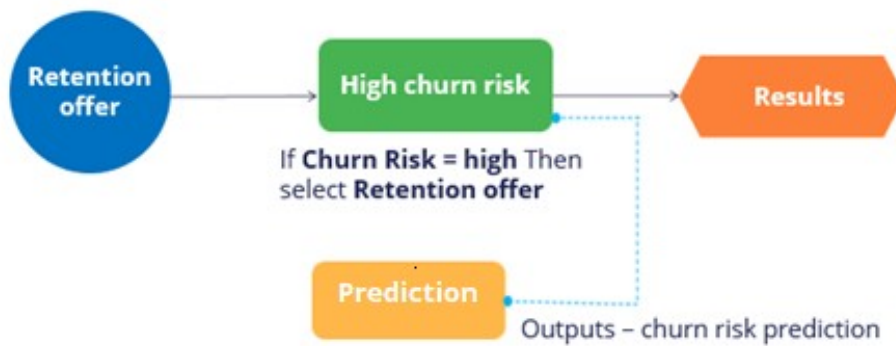 Retention
offer
High churn risk
Results
If Churn Risk = high Then
select Retention offer
Prediction
Outputs – churn risk prediction